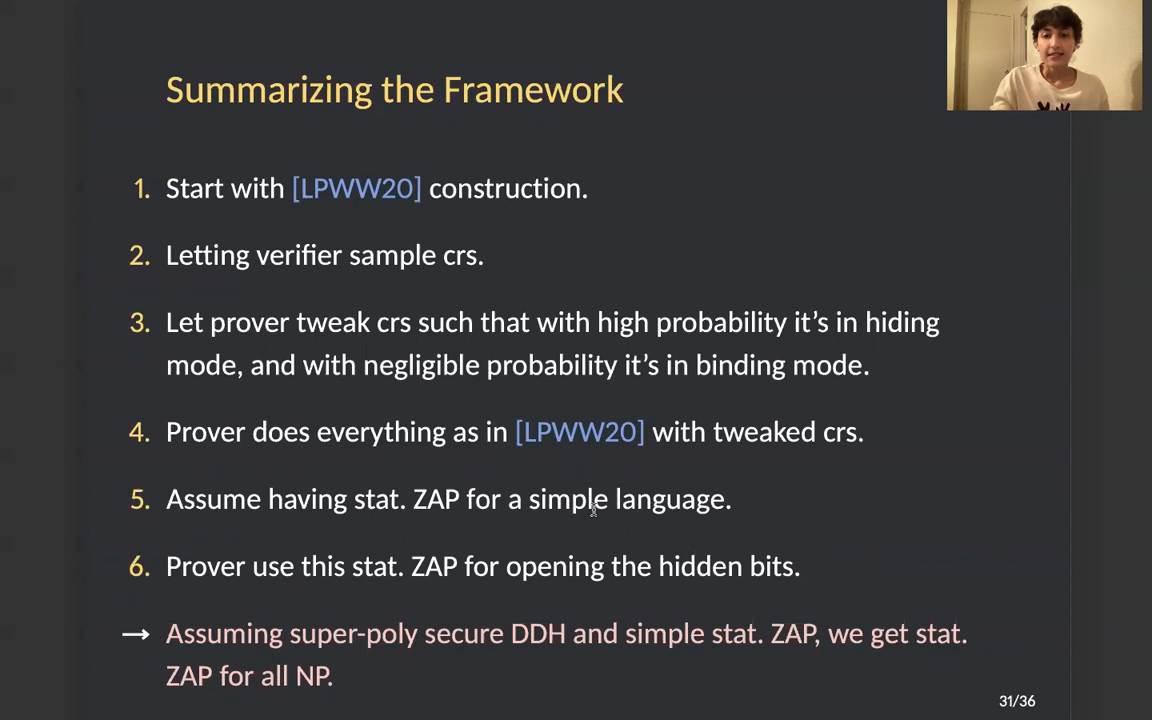 Summarizing the Framework
1. Start with [LPWW20] construction.
2. Letting verifier sample crs.
3. Let prover tweak crs such that with high probability it's in hiding
mode, and with negligible probability it's in binding mode.
4. Prover does everything as in [LPWW20] with tweaked crs.
5. Assume having stat. ZAP for a simple language.
6. Prover use this stat. ZAP for opening the hidden bits.
→ Assuming super-poly secure DDH and simple stat. ZAP, we get stat.
ZAP for all NP.
31/36